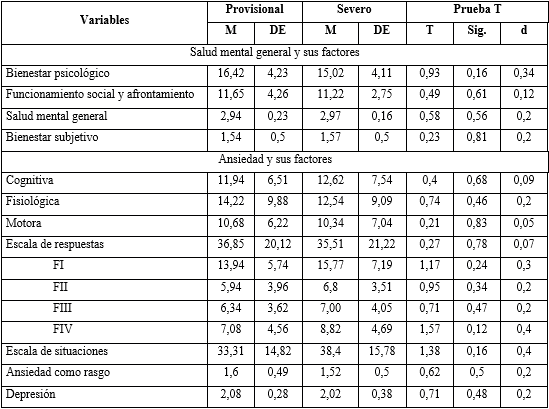 Variables Provisional Severo Prueba T
M DE M DE T Sig. d
Salud mental general y sus factores
Bienestar psicológico 16,42 4,23 15,02 4,11 0,93 0,16 0,34
Funcionamiento social y afrontamiento 11,65 4,26 11,22 2,75 0,49 0,61 0,12
Salud mental general 2,94 0,23 2,97 0,16 0,58 0,56 0,2
Bienestar subjetivo 1,54 0,5 1,57 0,5 0,23 0,81 0,2
Ansiedad y sus factores
Cognitiva 11,94 6,51 12,62 7,54 0,4 0,68 0,09
Fisiológica 14,22 9,88 12,54 9,09 0,74 0,46 0,2
Motora 10,68 6,22 10,34 7,04 0,21 0,83 0,05
Escala de respuestas 36,85 20,12 35,51 21,22 0,27 0,78 0,07
FI 13,94 5,74 15,77 7,19 1,17 0,24 0,3
FII 5,94 3,96 6,8 3,51 0,95 0,34 0,2
FIII 6,34 3,62 7,00 4,05 0,71 0,47 0,2
FIV 7,08 4,56 8,82 4,69 1,57 0,12 0,4
Escala de situaciones 33,31 14,82 38,4 15,78 1,38 0,16 0,4
Ansiedad como rasgo 1,6 0,49 1,52 0,5 0,62 0,5 0,2
Depresión 2,08 0,28 2,02 0,38 0,71 0,48 0,2